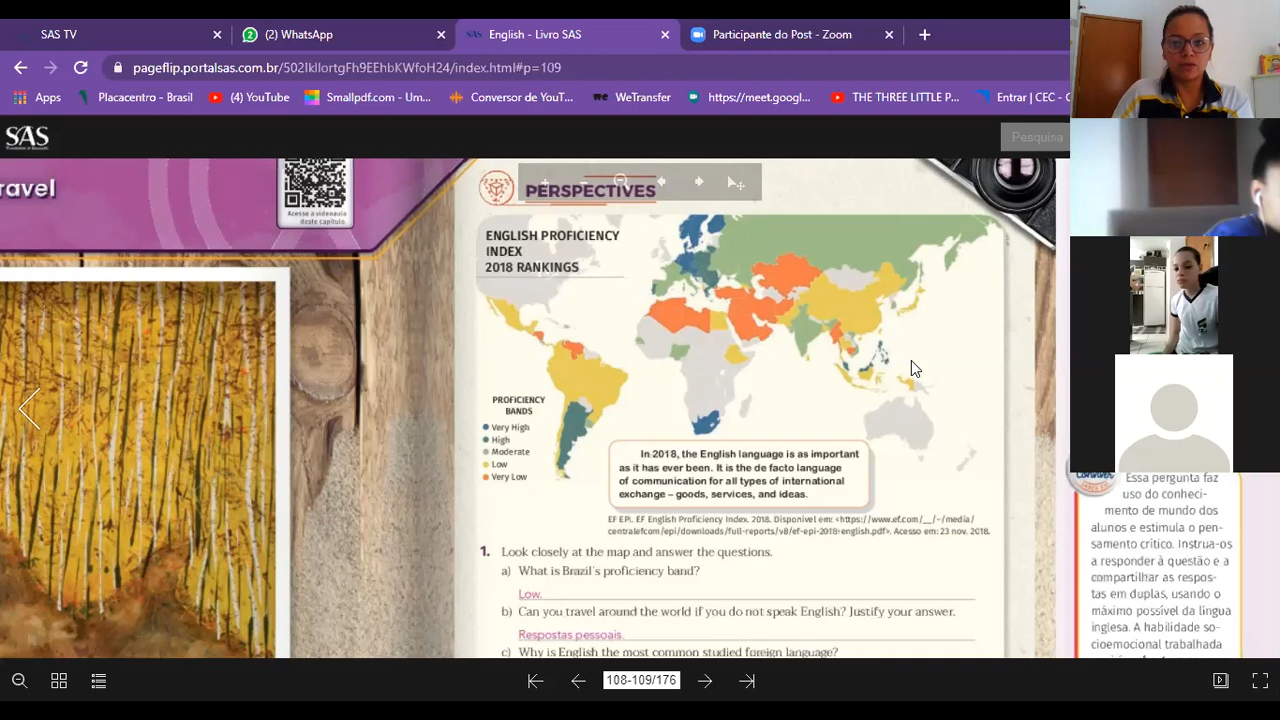 SAS TV
(2) WhatsApp
English - Livro SAS
Participante do Post - Zoom
pageflip.portalsas.com.br/502lkllortgFh9EEhbKWfoH24/index.html#p=109
Apps
Placacentro - Brasil
(4) YouTube
Smallpdf.com - Um...
Conversor de YouT...
WeTransfer
https://meet.googl...
THE THREE LITTLE P...
Entrar | CEC - C
SAS
Pesquisa
ravel
Acesse a videoaula
deste capítulo.
PERSPECTIVES
ENGLISH PROFICIENCY
INDEX
2018 RANKINGS
PROFICIENCY
BANDS
Very High
High
Moderate
Low
Very Low
In 2018, the English language is as important
as it has ever been. It is the de facto language
of communication for all types of international
exchange – goods, services, and ideas.
EF EPI. EF English Proficiency Index. 2018. Disponível em: <https://www.ef.com/__/~/media/
centralefcom/epi/downloads/full-reports/v8/ef-epi-2018-english.pdf>. Acesso em: 23 nov. 2018.
1. Look closely at the map and answer the questions.
a) What is Brazil's proficiency band?
Low.
b) Can you travel around the world if you do not speak English? Justify your answer.
Respostas pessoais.
c) Why is English the most common studied foreign language?
Essa pergunta faz
uso do conheci-
mento de mundo dos
alunos e estimula o pen-
samento crítico. Instrua-os
a responder à questão e a
compartilhar as respos-
tas em duplas, usando o
máximo possível da língua
inglesa. A habilidade so-
cioemocional trabalhada
108-109/176